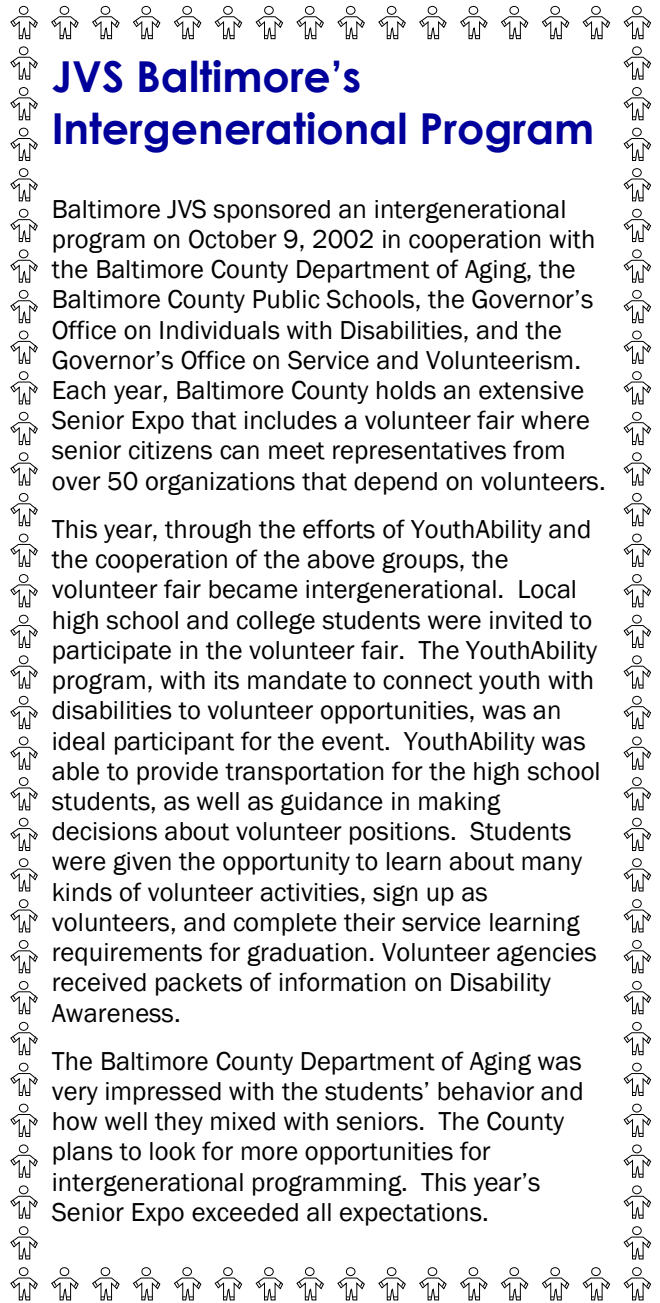 JVS Baltimore’s
Intergenerational Program
Baltimore JVS sponsored an intergenerational
program on October 9, 2002 in cooperation with
the Baltimore County Department of Aging, the
Baltimore County Public Schools, the Governor’s
Office on Individuals with Disabilities, and the
Governor’s Office on Service and Volunteerism.
Each year, Baltimore County holds an extensive
Senior Expo that includes a volunteer fair where
senior citizens can meet representatives from
over 50 organizations that depend on volunteers.
This year, through the efforts of YouthAbility and
the cooperation of the above groups, the
volunteer fair became intergenerational.  Local
high school and college students were invited to
participate in the volunteer fair.  The YouthAbility
program, with its mandate to connect youth with
disabilities to volunteer opportunities, was an
ideal participant for the event.  YouthAbility was
able to provide transportation for the high school
students, as well as guidance in making
decisions about volunteer positions.  Students
were given the opportunity to learn about many
kinds of volunteer activities, sign up as
volunteers, and complete their service learning
requirements for graduation. Volunteer agencies
received packets of information on Disability
Awareness.
The Baltimore County Department of Aging was
very impressed with the students’ behavior and
how well they mixed with seniors.  The County
plans to look for more opportunities for
intergenerational programming.  This year’s
Senior Expo exceeded all expectations.